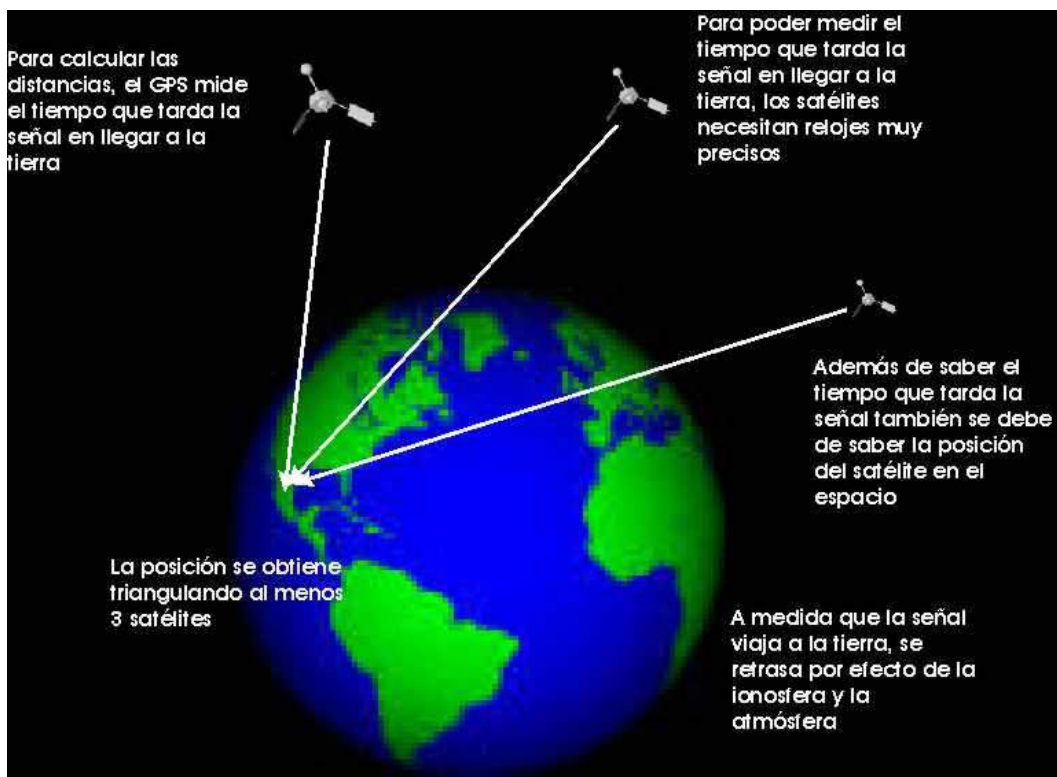 Para calcular las
distancias, el GPS mide
el tiempo que tarda la
señal en llegar a la
tierra
Para poder medir el
tiempo que tarda la
señal en llegar a la
tierra, los satélites
necesitan relojes muy
precisos
Además de saber el
tiempo que tarda la
señal también se debe
de saber la posición
del satélite en el
espacio
La posición se obtiene
triangulando al menos
3 satélites
A medida que la señal
viaja a la tierra, se
retrasa por efecto de la
ionosfera y la
atmósfera